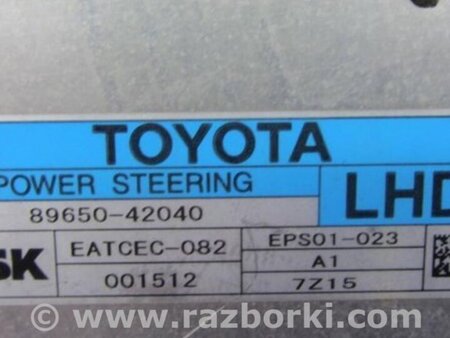 TOYOTA
POWER STEERING
LHD
89650-42040
SK EATCEC-082 EPS01-023
A1
001512 7Z15
www.razborki.com